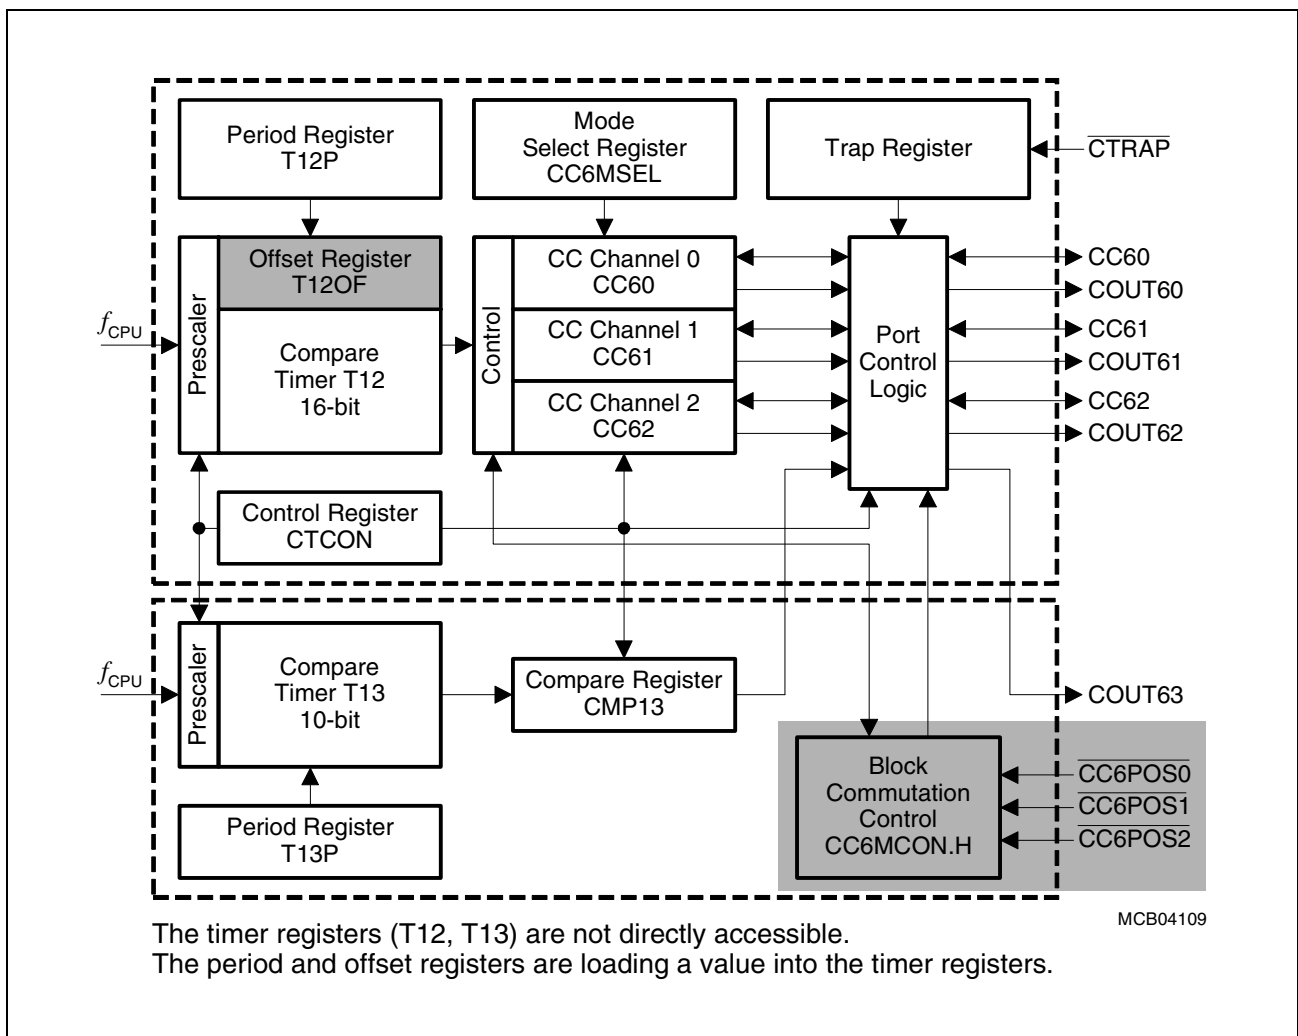 Period Register
T12P
Mode
Select Register
CC6MSEL
Trap Register
CTRAP
Prescaler
Offset Register
T12OF
Compare
Timer T12
16-bit
fCPU
Control
CC Channel 0
CC60
CC Channel 1
CC61
CC Channel 2
CC62
Port
Control
Logic
CC60
COUT60
CC61
COUT61
CC62
COUT62
Control Register
CTCON
fCPU
Prescaler
Compare
Timer T13
10-bit
Compare Register
CMP13
COUT63
Period Register
T13P
Block
Commutation
Control
CC6MCON.H
CC6POS0
CC6POS1
CC6POS2
MCB04109
The timer registers (T12, T13) are not directly accessible.
The period and offset registers are loading a value into the timer registers.